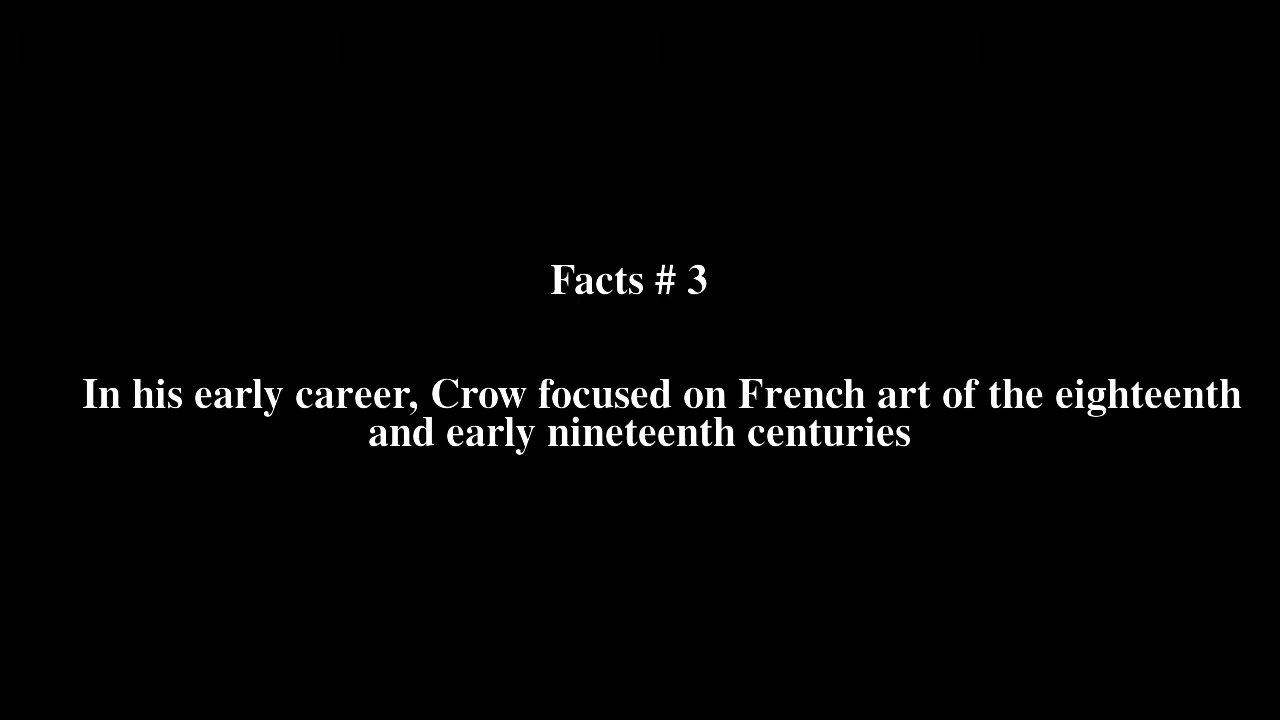 Facts # 3
In his early career, Crow focused on French art of the eighteenth
and early nineteenth centuries